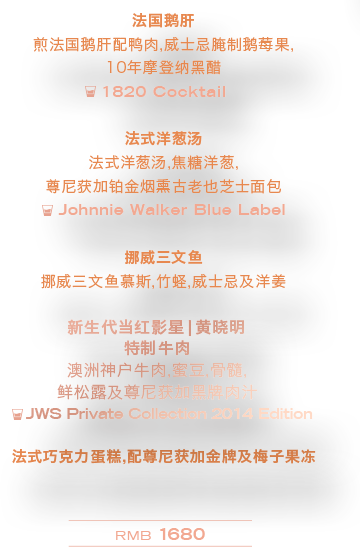 法国鹅肝
煎法国鹅肝配鸭肉,威士忌腌制鹅莓果,
10年摩登纳黑醋
1820 Cocktail
法式洋葱汤
法式洋葱汤,焦糖洋葱,
尊尼获加铂金烟熏古老也芝士面包
Johnnie Walker Blue Label
挪威三文鱼
挪威三文鱼慕斯,竹蛏,威士忌及洋姜
新生代当红影星|黄晓明
特制牛肉
澳洲神户牛肉,蜜豆,骨髓,
鲜松露及尊尼获加黑牌肉汁
JWS Private Collection 2014 Edition
法式巧克力蛋糕,配尊尼获加金牌及梅子果冻
RMB 1680